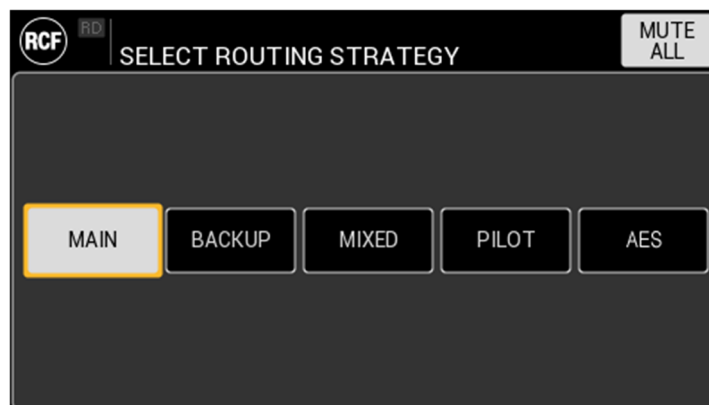 RCF
RD
SELECT ROUTING STRATEGY
MUTE
ALL
MAIN
BACKUP
MIXED
PILOT
AES